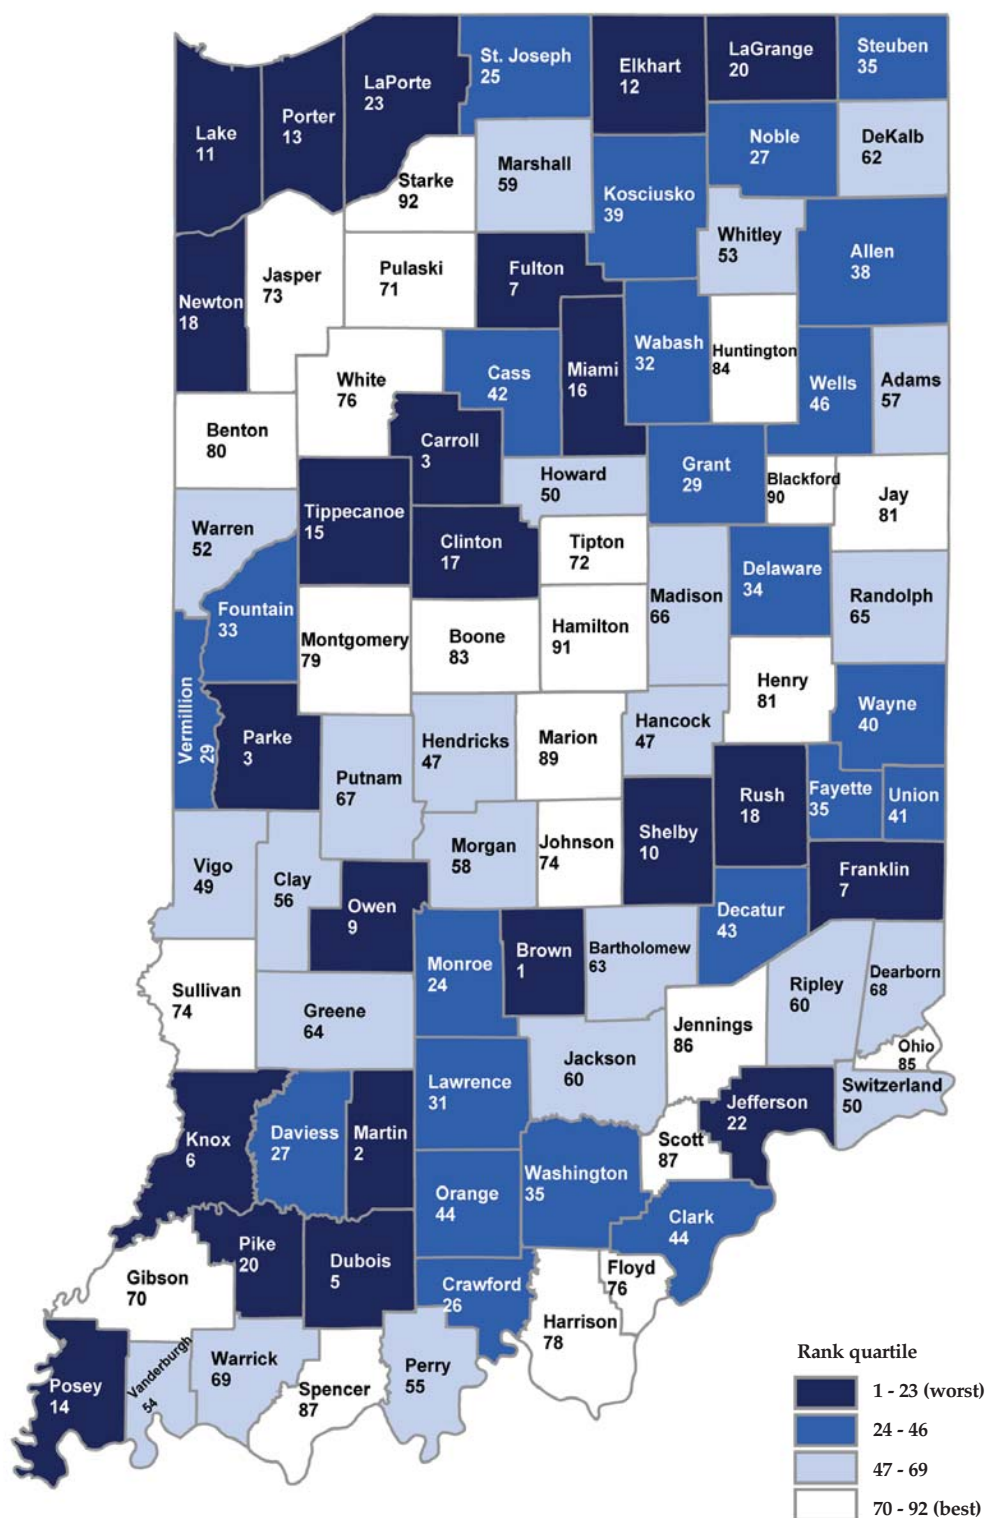 St. Joseph
25
Elkhart
12
LaGrange
20
Steuben
35
LaPorte
23
Lake
11
Porter
13
Noble
27
DeKalb
62
Starke
92
Marshall
59
Kosciusko
39
Whitley
53
Allen
38
Newton
18
Jasper
73
Pulaski
71
Fulton
7
Miami
16
Wabash
32
Huntington
84
Wells
46
Adams
57
White
76
Cass
42
Benton
80
Carroll
3
Howard
50
Grant
29
Blackford
90
Jay
81
Warren
52
Tippecanoe
15
Clinton
17
Tipton
72
Madison
66
Delaware
34
Randolph
65
Fountain
33
Montgomery
79
Boone
83
Hamilton
91
Henry
81
Wayne
40
Vermillion
29
Parke
3
Putnam
67
Hendricks
47
Marion
89
Hancock
47
Rush
18
Fayette
35
Union
41
Vigo
49
Clay
56
Owen
9
Morgan
58
Johnson
74
Shelby
10
Franklin
7
Decatur
43
Sullivan
74
Greene
64
Monroe
24
Brown
1
Bartholomew
63
Jennings
86
Ripley
60
Dearborn
68
Ohio
85
Switzerland
50
Knox
6
Daviess
27
Martin
2
Lawrence
31
Jackson
60
Scott
87
Jefferson
22
Orange
44
Washington
35
Clark
44
Gibson
70
Pike
20
Dubois
5
Crawford
26
Harrison
78
Floyd
76
Posey
14
Vanderburgh
54
Warrick
69
Spencer
87
Perry
55
Rank quartile
1 - 23 (worst)
24 - 46
47 - 69
70 - 92 (best)